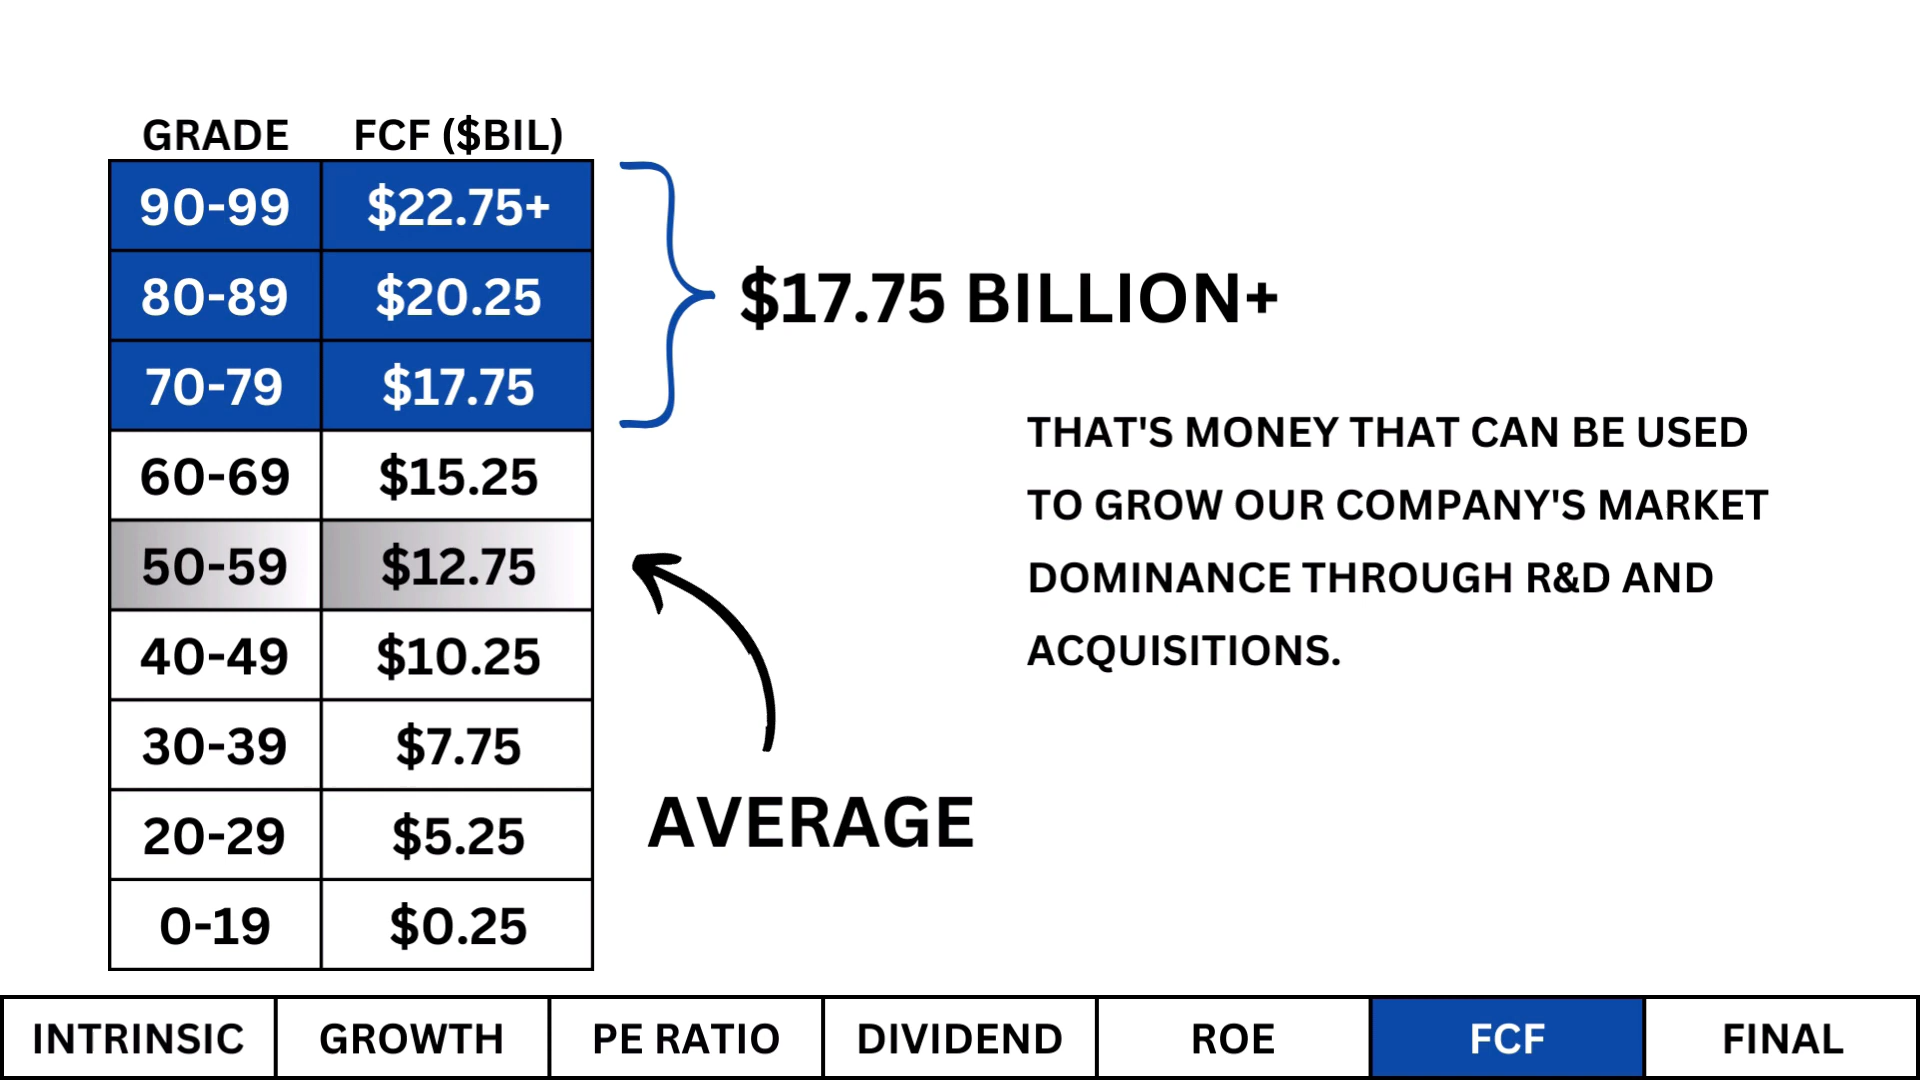 GRADE FCF ($BIL)
90-99 $22.75+
80-89 $20.25
70-79 $17.75
60-69 $15.25
50-59 $12.75
40-49 $10.25
30-39 $7.75
20-29 $5.25
0-19 $0.25
$17.75 BILLION+
THAT'S MONEY THAT CAN BE USED
TO GROW OUR COMPANY'S MARKET
DOMINANCE THROUGH R&D AND
ACQUISITIONS.
AVERAGE
INTRINSIC GROWTH PE RATIO DIVIDEND ROE FCF FINAL